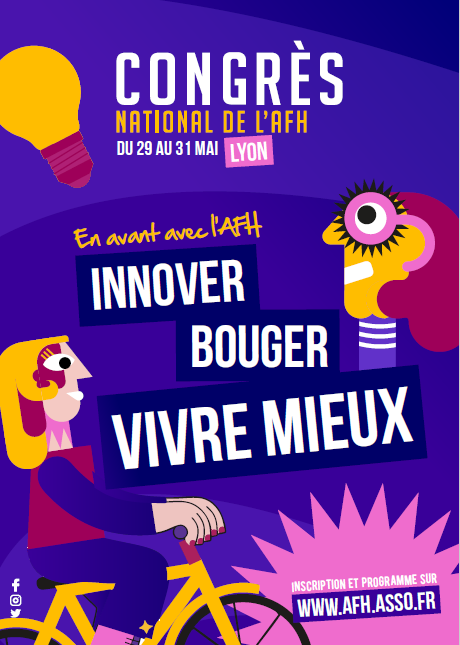 CONGRÈS
NATIONAL DE L'AFH
DU 29 AU 31 MAI LYON
En avant avec l'AFH
INNOVER
BOUGER
VIVRE MIEUX
INSCRIPTION ET PROGRAMME SUR
WWW.AFH.ASSO.FR